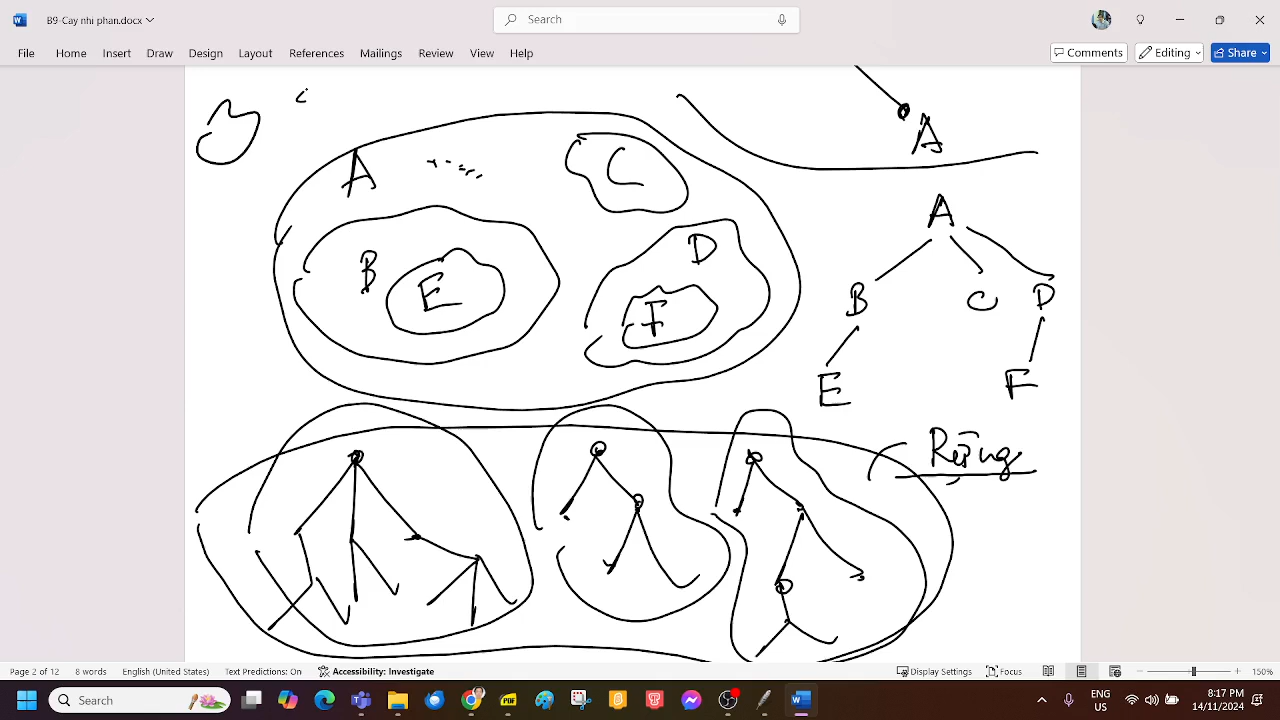 B9-Cay nhi phan.docx
Search
File Home Insert Draw Design Layout References Mailings Review View Help
Comments Editing Share
A
A
C
A
D
B
E
F
B C D
E F
Rừng
Page 2 of 12 8 words English (United States) Text Predictions: On Accessibility: Investigate Display Settings Focus 150%
Search
PDF
ENG
US
8:17 PM
14/11/2024